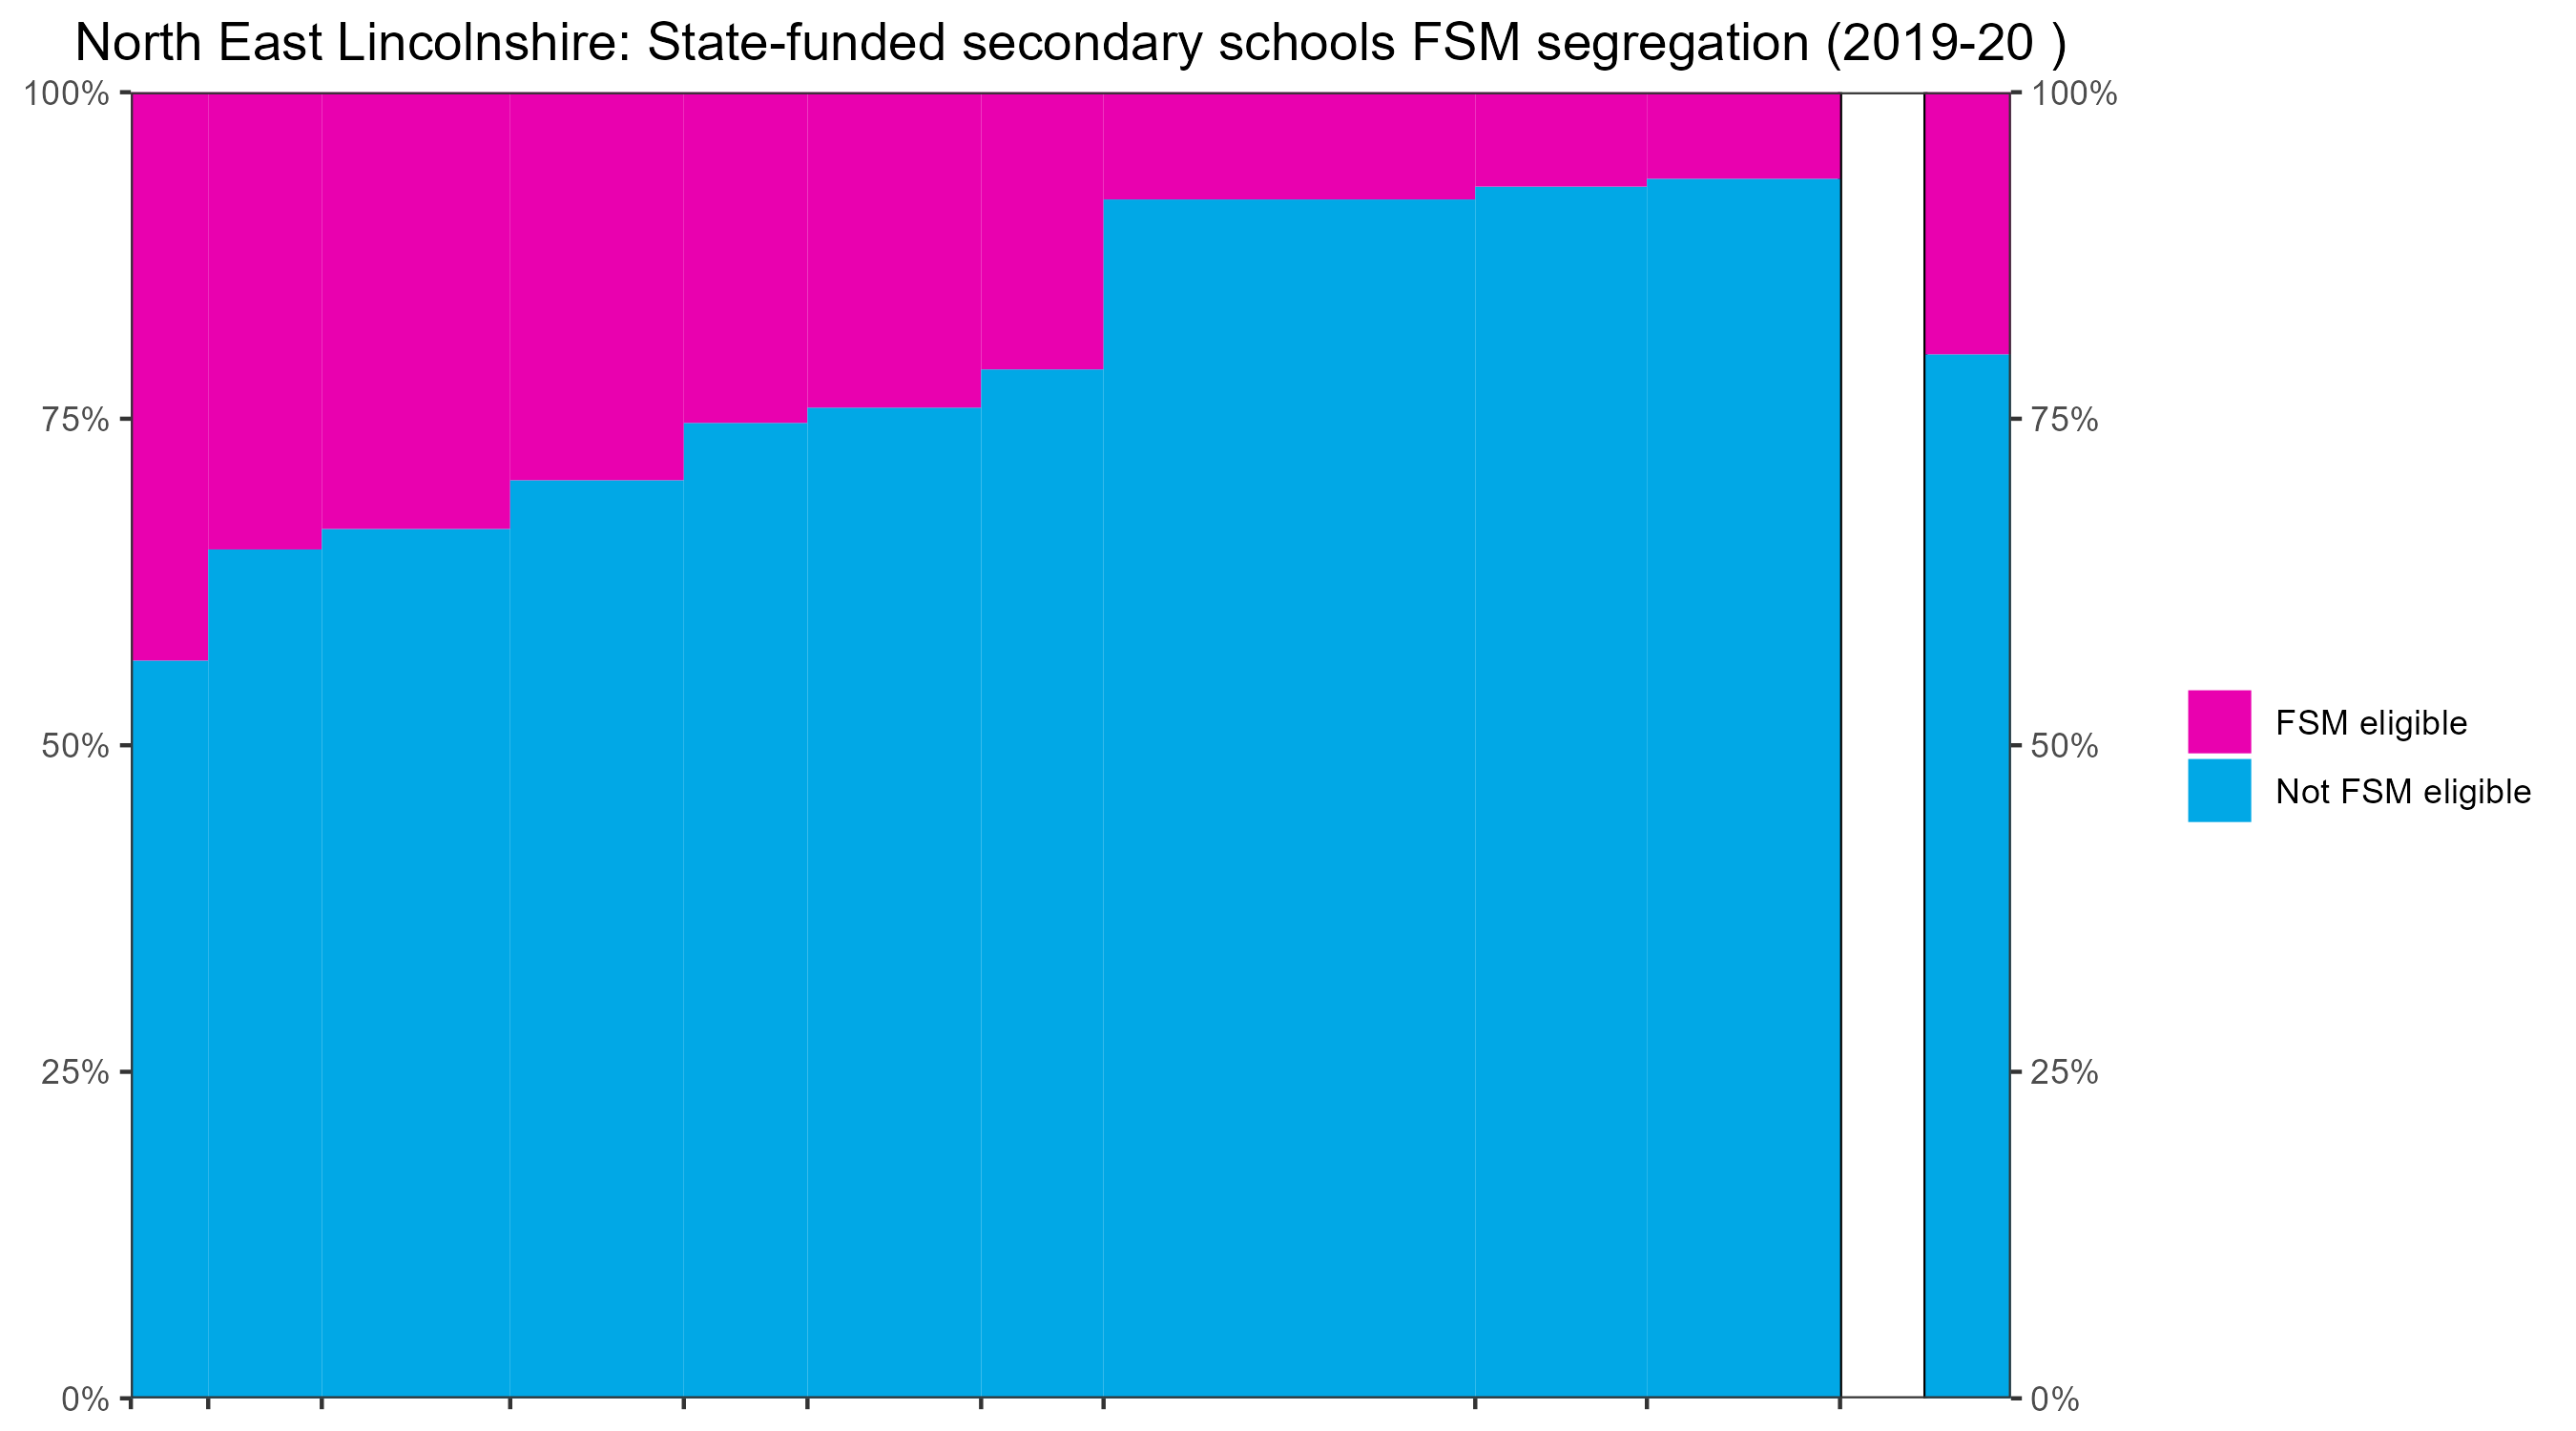 North East Lincolnshire: State-funded secondary schools FSM segregation (2019-20 )
100% 100%
75% 75%
50% 50%
25% 25%
0% 0%
FSM eligible
Not FSM eligible